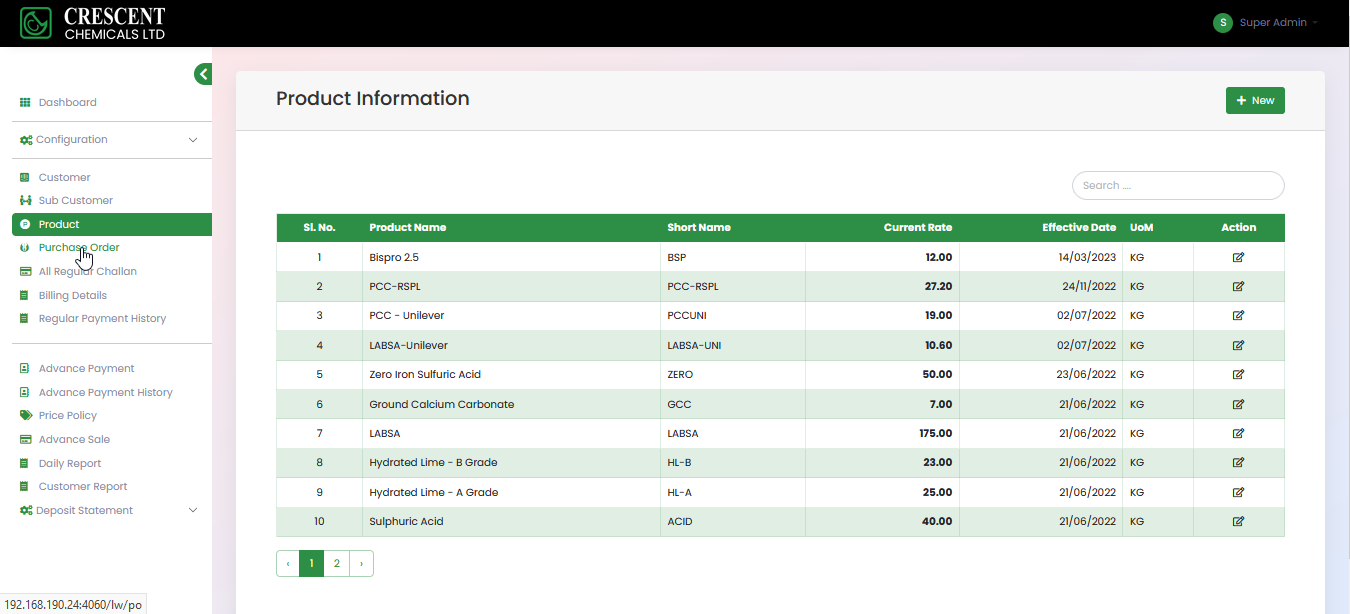 CRESCENT
CHEMICALS LTD
S Super Admin
Dashboard
Configuration
Customer
Sub Customer
Product
Purchase Order
All Regular Challan
Billing Details
Regular Payment History
Advance Payment
Advance Payment History
Price Policy
Advance Sale
Daily Report
Customer Report
Deposit Statement
Product Information
+ New
Search ....
Sl. No. Product Name Short Name Current Rate Effective Date UoM Action
1 Bispro 2.5 BSP 12.00 14/03/2023 KG
2 PCC-RSPL PCC-RSPL 27.20 24/11/2022 KG
3 PCC - Unilever PCCUNI 19.00 02/07/2022 KG
4 LABSA-Unilever LABSA-UNI 10.60 02/07/2022 KG
5 Zero Iron Sulfuric Acid ZERO 50.00 23/06/2022 KG
6 Ground Calcium Carbonate GCC 7.00 21/06/2022 KG
7 LABSA LABSA 175.00 21/06/2022 KG
8 Hydrated Lime - B Grade HL-B 23.00 21/06/2022 KG
9 Hydrated Lime - A Grade HL-A 25.00 21/06/2022 KG
10 Sulphuric Acid ACID 40.00 21/06/2022 KG
‹ 1 2 ›
192.168.190.24:4060/lw/po